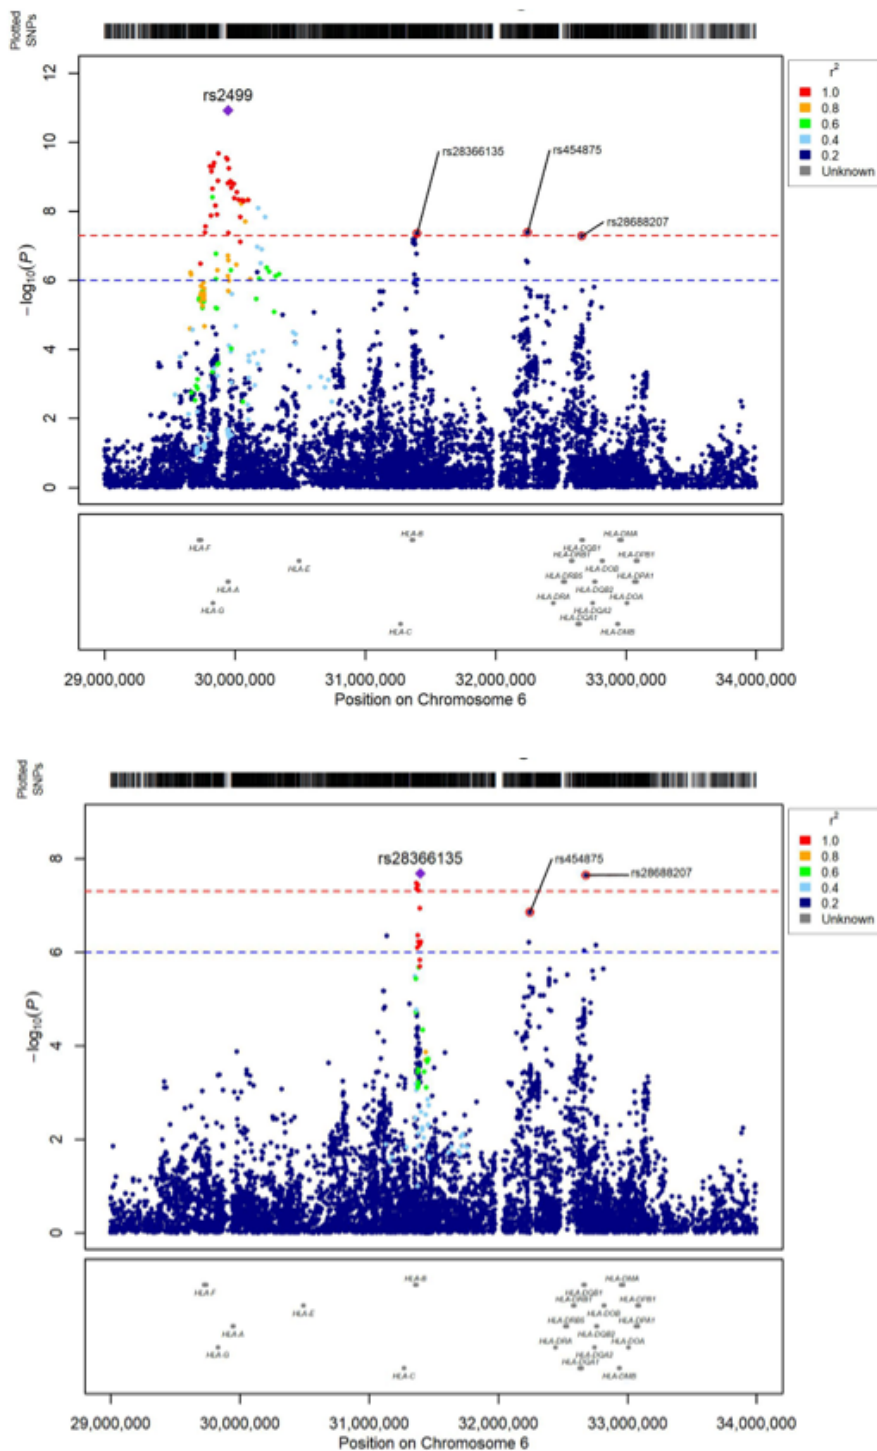 Plotted
SNPs
r²
1.0
0.8
0.6
0.4
0.2
Unknown
12
10
8
6
4
2
0
−log₁₀(P)
rs2499
rs28366135
rs454875
rs28688207
HLA-F
HLA-B
HLA-DMA
HLA-DQB1
HLA-E
HLA-DRB1
HLA-DPB1
HLA-DOB
HLA-A
HLA-DRB5
HLA-DPA1
HLA-DQB2
HLA-G
HLA-DRA
HLA-DOA
HLA-DQA2
HLA-DQA1
HLA-C
HLA-DMB
29,000,000 30,000,000 31,000,000 32,000,000 33,000,000 34,000,000
Position on Chromosome 6
Plotted
SNPs
r²
1.0
0.8
0.6
0.4
0.2
Unknown
8
6
4
2
0
−log₁₀(P)
rs28366135
rs454875
rs28688207
HLA-F
HLA-B
HLA-DMA
HLA-DQB1
HLA-E
HLA-DRB1
HLA-DPB1
HLA-DOB
HLA-A
HLA-DRB5
HLA-DPA1
HLA-DQB2
HLA-G
HLA-DRA
HLA-DOA
HLA-DQA2
HLA-DQA1
HLA-C
HLA-DMB
29,000,000 30,000,000 31,000,000 32,000,000 33,000,000 34,000,000
Position on Chromosome 6